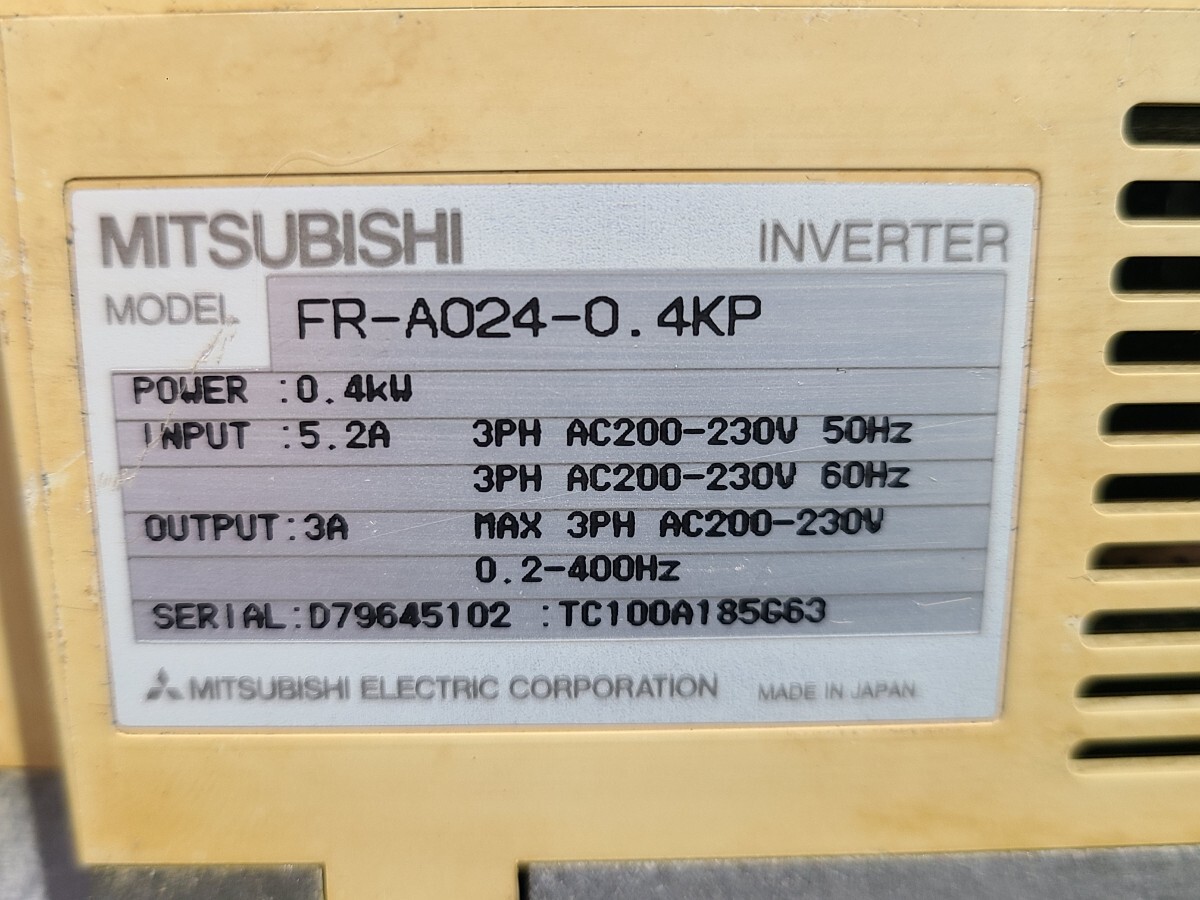 MITSUBISHI INVERTER
MODEL FR-A024-0.4KP
POWER :0.4kW
INPUT :5.2A 3PH AC200-230V 50Hz
3PH AC200-230V 60Hz
OUTPUT:3A MAX 3PH AC200-230V
0.2-400Hz
SERIAL:D79645102 :TC100A185G63
MITSUBISHI ELECTRIC CORPORATION MADE IN JAPAN